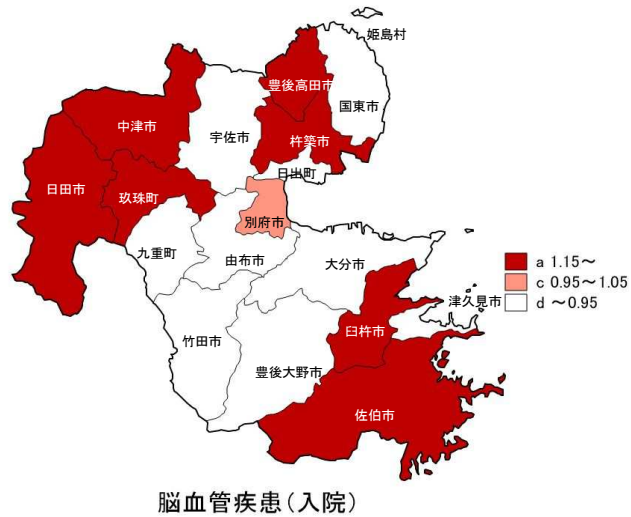 姫島村
豊後高田市
国東市
中津市
宇佐市
杵築市
日出町
日田市
玖珠町
別府市
九重町
由布市
大分市
a 1.15～
c 0.95～1.05
d ～0.95
津久見市
臼杵市
竹田市
豊後大野市
佐伯市
脳血管疾患(入院)